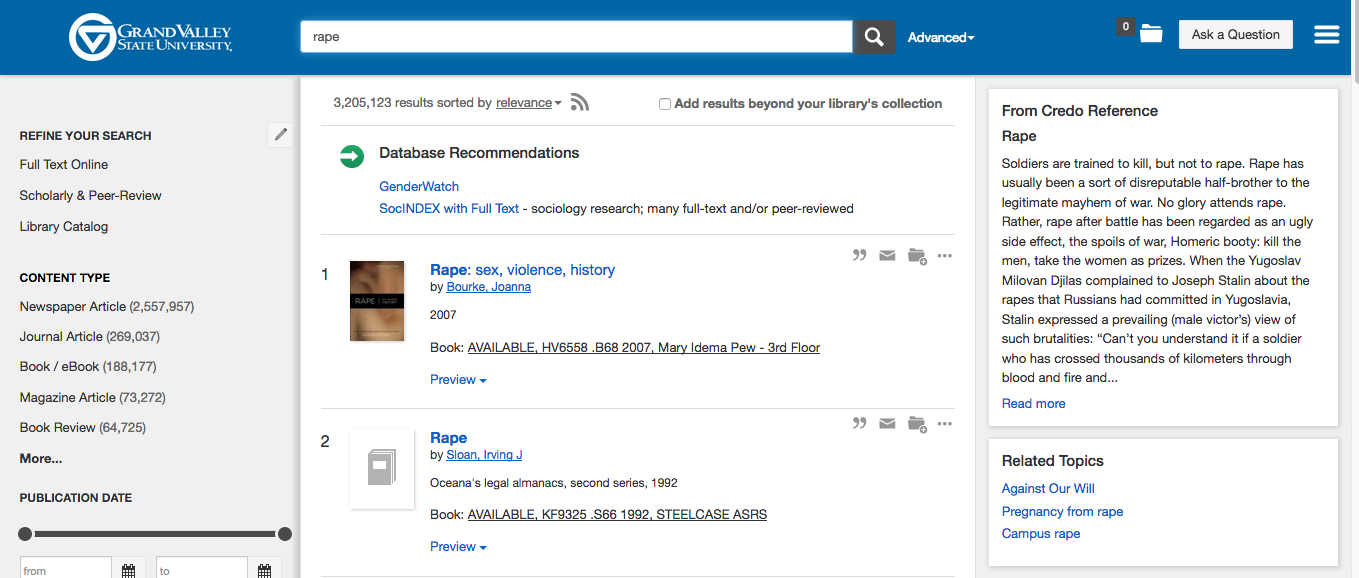 GRAND VALLEY
STATE UNIVERSITY.
rape
Advanced
0
Ask a Question
REFINE YOUR SEARCH
Full Text Online
Scholarly & Peer-Review
Library Catalog
CONTENT TYPE
Newspaper Article (2,557,957)
Journal Article (269,037)
Book / eBook (188,177)
Magazine Article (73,272)
Book Review (64,725)
More...
PUBLICATION DATE
from
to
3,205,123 results sorted by relevance
Add results beyond your library's collection
Database Recommendations
GenderWatch
SocINDEX with Full Text - sociology research; many full-text and/or peer-reviewed
1
RAPE
Rape: sex, violence, history
by Bourke, Joanna
2007
Book: AVAILABLE, HV6558 .B68 2007, Mary Idema Pew - 3rd Floor
Preview
2
Rape
by Sloan, Irving J
Oceana's legal almanacs, second series, 1992
Book: AVAILABLE, KF9325 .S66 1992, STEELCASE ASRS
Preview
From Credo Reference
Rape
Soldiers are trained to kill, but not to rape. Rape has
usually been a sort of disreputable half-brother to the
legitimate mayhem of war. No glory attends rape.
Rather, rape after battle has been regarded as an ugly
side effect, the spoils of war, Homeric booty: kill the
men, take the women as prizes. When the Yugoslav
Milovan Djilas complained to Joseph Stalin about the
rapes that Russians had committed in Yugoslavia,
Stalin expressed a prevailing (male victor's) view of
such brutalities: “Can't you understand it if a soldier
who has crossed thousands of kilometers through
blood and fire and...
Read more
Related Topics
Against Our Will
Pregnancy from rape
Campus rape